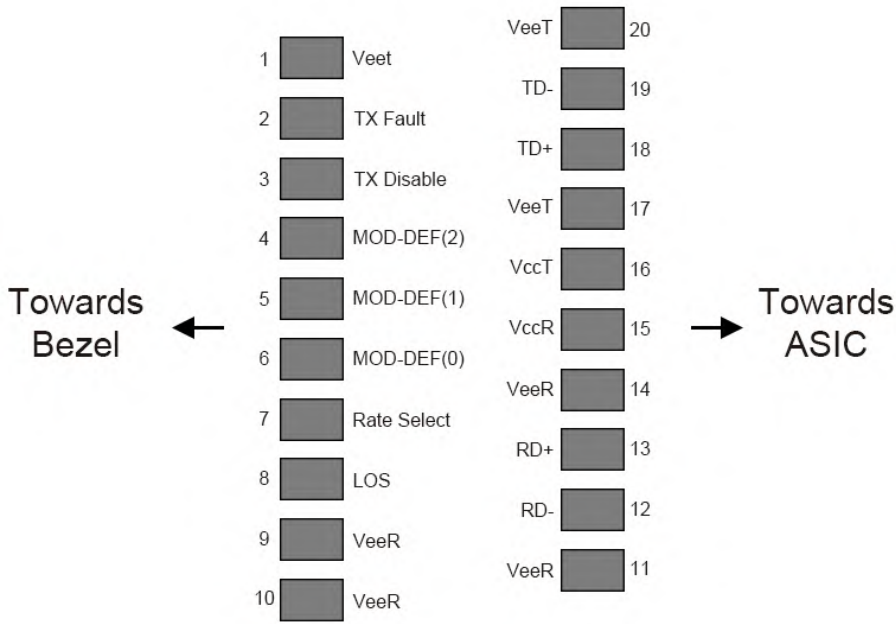 1 Veet
2 TX Fault
3 TX Disable
4 MOD-DEF(2)
5 MOD-DEF(1)
6 MOD-DEF(0)
7 Rate Select
8 LOS
9 VeeR
10 VeeR
Towards
Bezel
VeeT 20
TD- 19
TD+ 18
VeeT 17
VccT 16
VccR 15
VeeR 14
RD+ 13
RD- 12
VeeR 11
Towards
ASIC